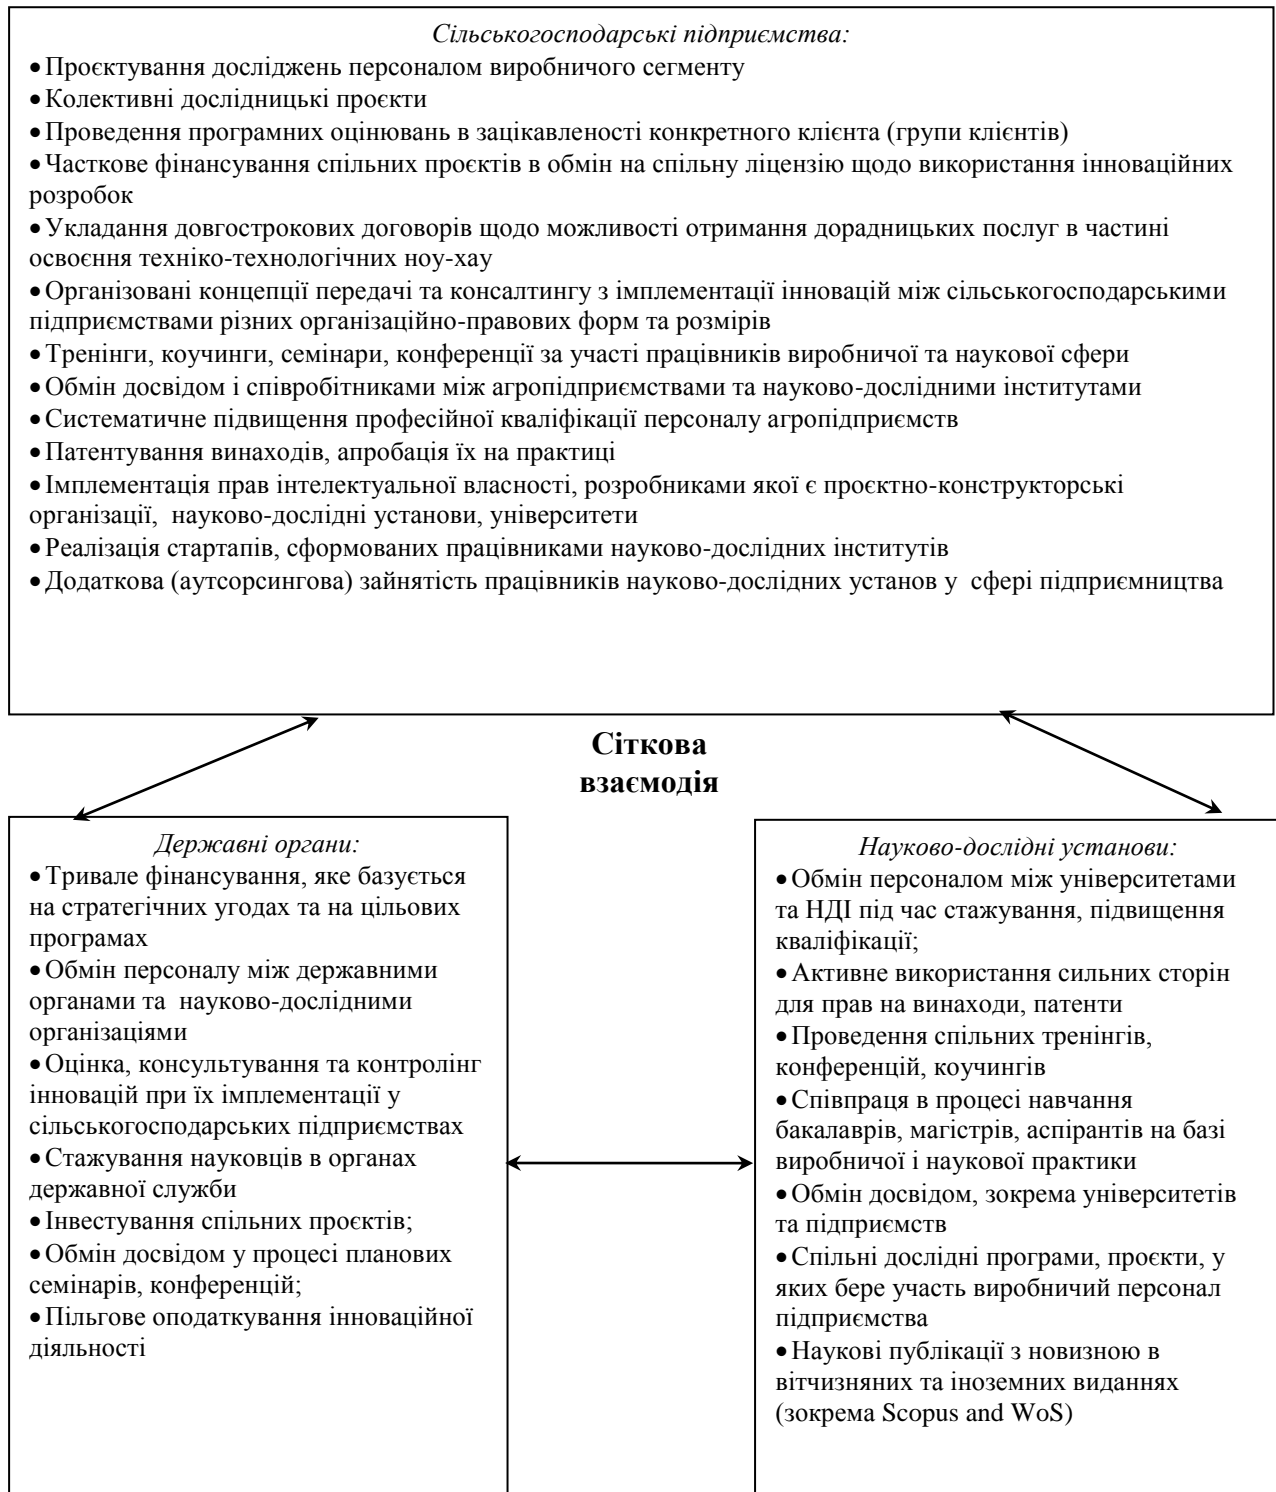 Сільськогосподарські підприємства:
•Проєктування досліджень персоналом виробничого сегменту
•Колективні дослідницькі проєкти
•Проведення програмних оцінювань в зацікавленості конкретного клієнта (групи клієнтів)
•Часткове фінансування спільних проєктів в обмін на спільну ліцензію щодо використання інноваційних
розробок
•Укладання довгострокових договорів щодо можливості отримання дорадницьких послуг в частині
освоєння техніко-технологічних ноу-хау
•Організовані концепції передачі та консалтингу з імплементації інновацій між сільськогосподарськими
підприємствами різних організаційно-правових форм та розмірів
•Тренінги, коучинги, семінари, конференції за участі працівників виробничої та наукової сфери
•Обмін досвідом і співробітниками між агропідприємствами та науково-дослідними інститутами
•Систематичне підвищення професійної кваліфікації персоналу агропідприємств
•Патентування винаходів, апробація їх на практиці
•Імплементація прав інтелектуальної власності, розробниками якої є проєктно-конструкторські
організації, науково-дослідні установи, університети
•Реалізація стартапів, сформованих працівниками науково-дослідних інститутів
•Додаткова (аутсорсингова) зайнятість працівників науково-дослідних установ у сфері підприємництва
Сіткова
взаємодія
Державні органи:
•Тривале фінансування, яке базується
на стратегічних угодах та на цільових
програмах
•Обмін персоналу між державними
органами та науково-дослідними
організаціями
•Оцінка, консультування та контролінг
інновацій при їх імплементації у
сільськогосподарських підприємствах
•Стажування науковців в органах
державної служби
•Інвестування спільних проєктів;
•Обмін досвідом у процесі планових
семінарів, конференцій;
•Пільгове оподаткування інноваційної
діяльності
Науково-дослідні установи:
•Обмін персоналом між університетами
та НДІ під час стажування, підвищення
кваліфікації;
•Активне використання сильних сторін
для прав на винаходи, патенти
•Проведення спільних тренінгів,
конференцій, коучингів
•Співпраця в процесі навчання
бакалаврів, магістрів, аспірантів на базі
виробничої і наукової практики
•Обмін досвідом, зокрема університетів
та підприємств
•Спільні дослідні програми, проєкти, у
яких бере участь виробничий персонал
підприємства
•Наукові публікації з новизною в
вітчизняних та іноземних виданнях
(зокрема Scopus and WoS)